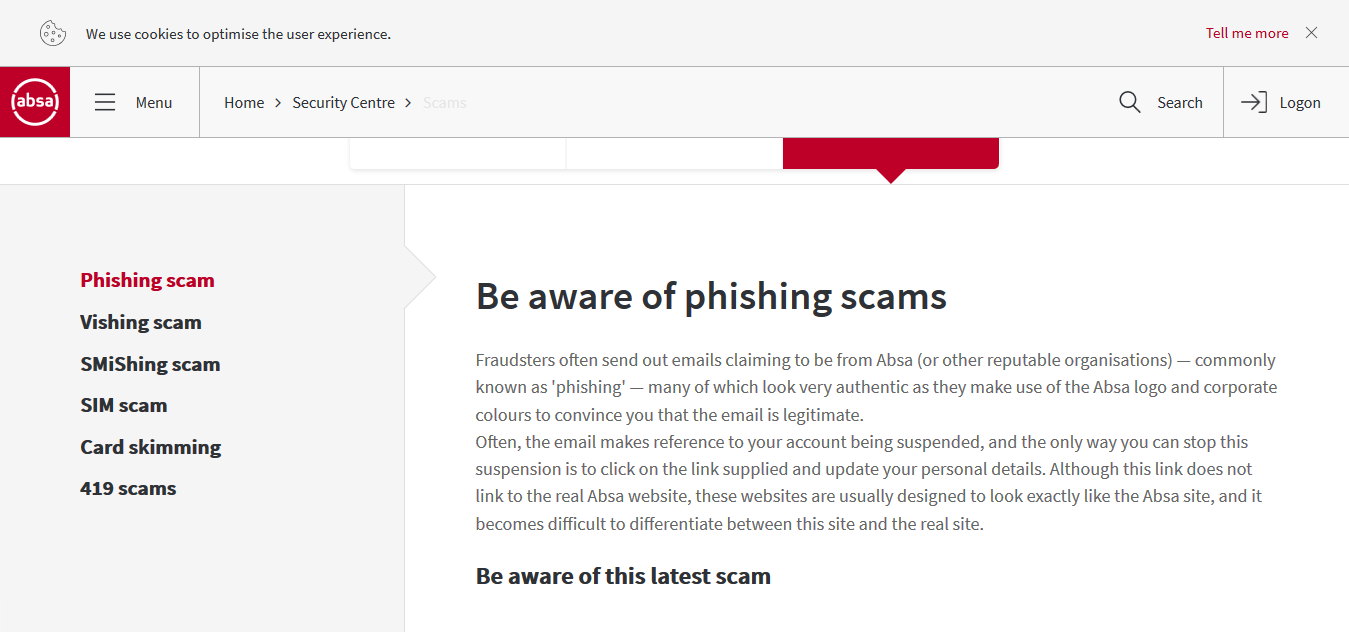 We use cookies to optimise the user experience.
Tell me more
absa
Menu
Home
Security Centre
Scams
Search
Logon
Phishing scam
Vishing scam
SMiShing scam
SIM scam
Card skimming
419 scams
Be aware of phishing scams
Fraudsters often send out emails claiming to be from Absa (or other reputable organisations) — commonly
known as 'phishing' — many of which look very authentic as they make use of the Absa logo and corporate
colours to convince you that the email is legitimate.
Often, the email makes reference to your account being suspended, and the only way you can stop this
suspension is to click on the link supplied and update your personal details. Although this link does not
link to the real Absa website, these websites are usually designed to look exactly like the Absa site, and it
becomes difficult to differentiate between this site and the real site.
Be aware of this latest scam